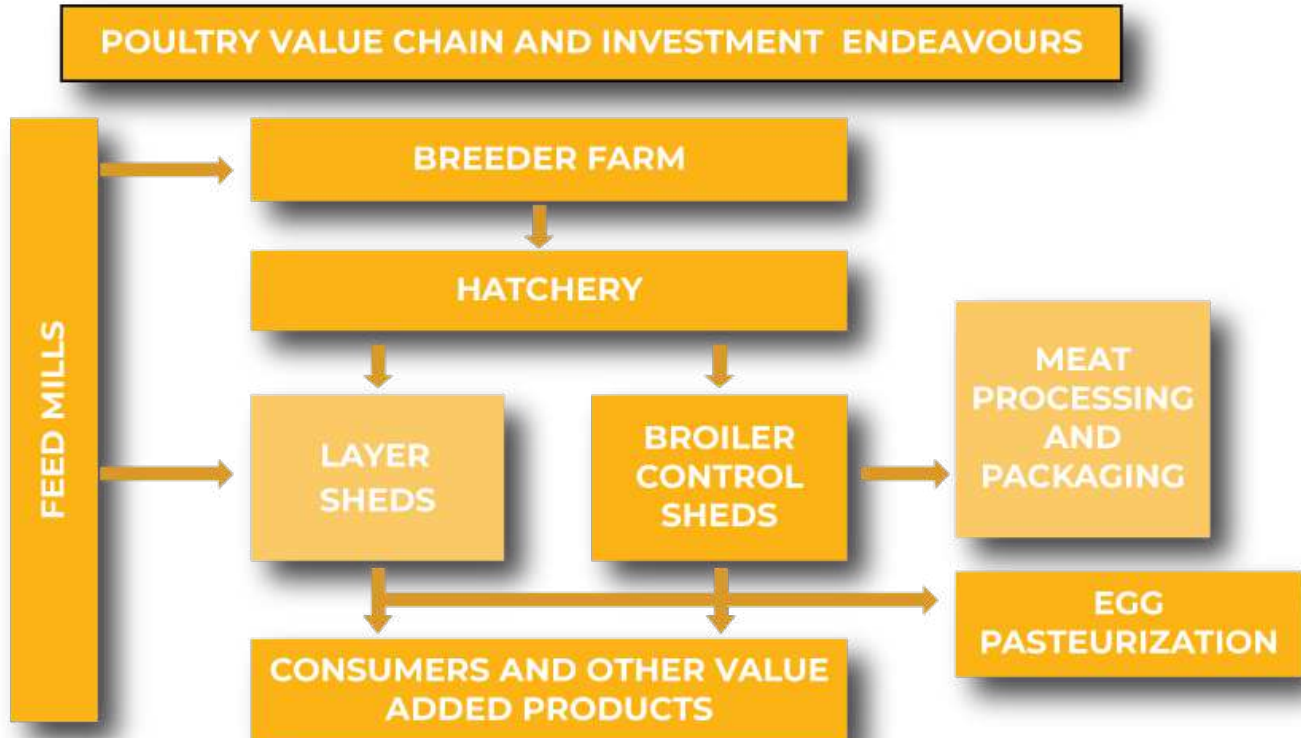 POULTRY VALUE CHAIN AND INVESTMENT ENDEAVOURS
FEED MILLS
BREEDER FARM
HATCHERY
LAYER
SHEDS
BROILER
CONTROL
SHEDS
MEAT
PROCESSING
AND
PACKAGING
EGG
PASTEURIZATION
CONSUMERS AND OTHER VALUE
ADDED PRODUCTS